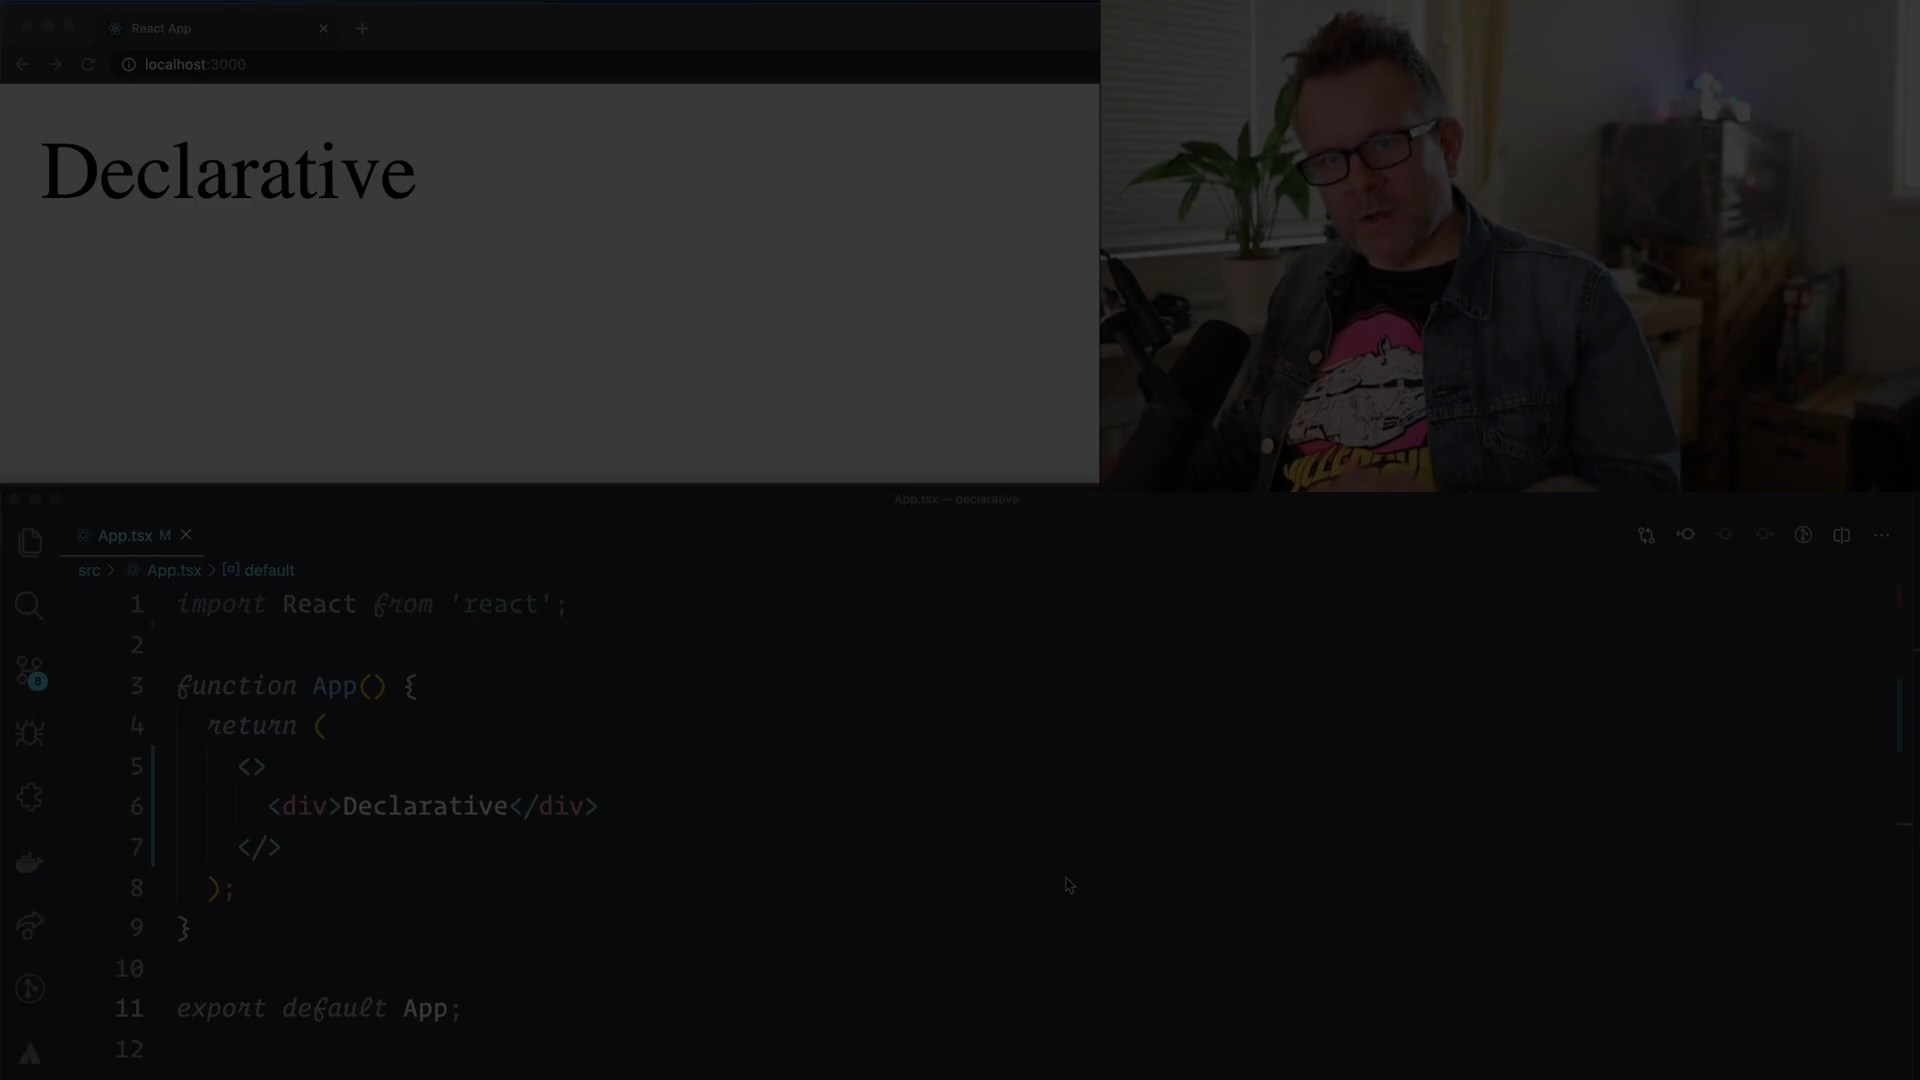 React App
localhost:3000
Declarative
App.tsx — declarative
App.tsx M
src > App.tsx > default
8
1 import React from 'react';
2
3 function App() {
4 return (
5 <>
6 <div>Declarative</div>
7 </>
8 );
9 }
10
11 export default App;
12